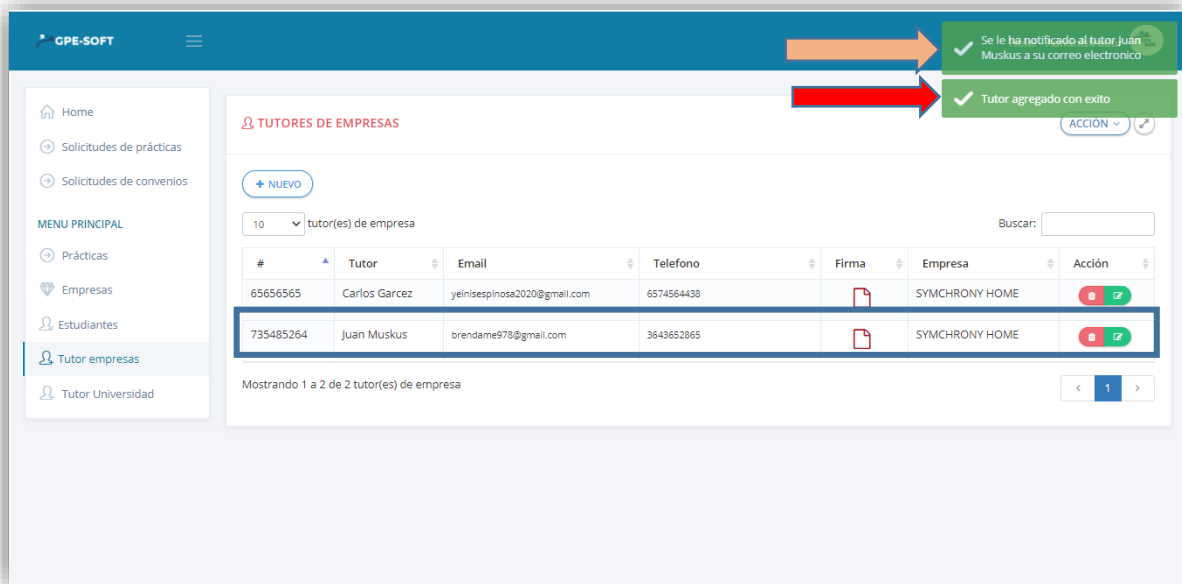 GPE-SOFT
Se le ha notificado al tutor Juan
Muskus a su correo electronico
Tutor agregado con exito
Home
Solicitudes de prácticas
Solicitudes de convenios
MENU PRINCIPAL
Prácticas
Empresas
Estudiantes
Tutor empresas
Tutor Universidad
TUTORES DE EMPRESAS
ACCIÓN
+ NUEVO
10 tutor(es) de empresa
Buscar:
# Tutor Email Telefono Firma Empresa Acción
65656565 Carlos Garcez yeinisespinosa2020@gmail.com 6574564438 SYMCHRONY HOME
735485264 Juan Muskus brendame978@gmail.com 3643652865 SYMCHRONY HOME
Mostrando 1 a 2 de 2 tutor(es) de empresa
< 1 >